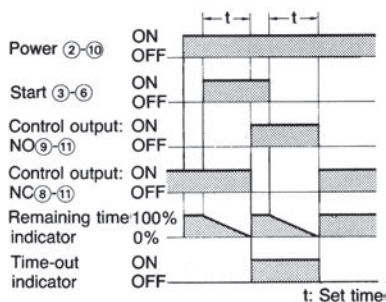 t t
Power ②-⑩ ON
OFF
Start ③-⑥ ON
OFF
Control output: ON
NO⑨-⑪ OFF
Control output: ON
NC⑧-⑪ OFF
Remaining time 100%
indicator 0%
Time-out ON
indicator OFF
t: Set time